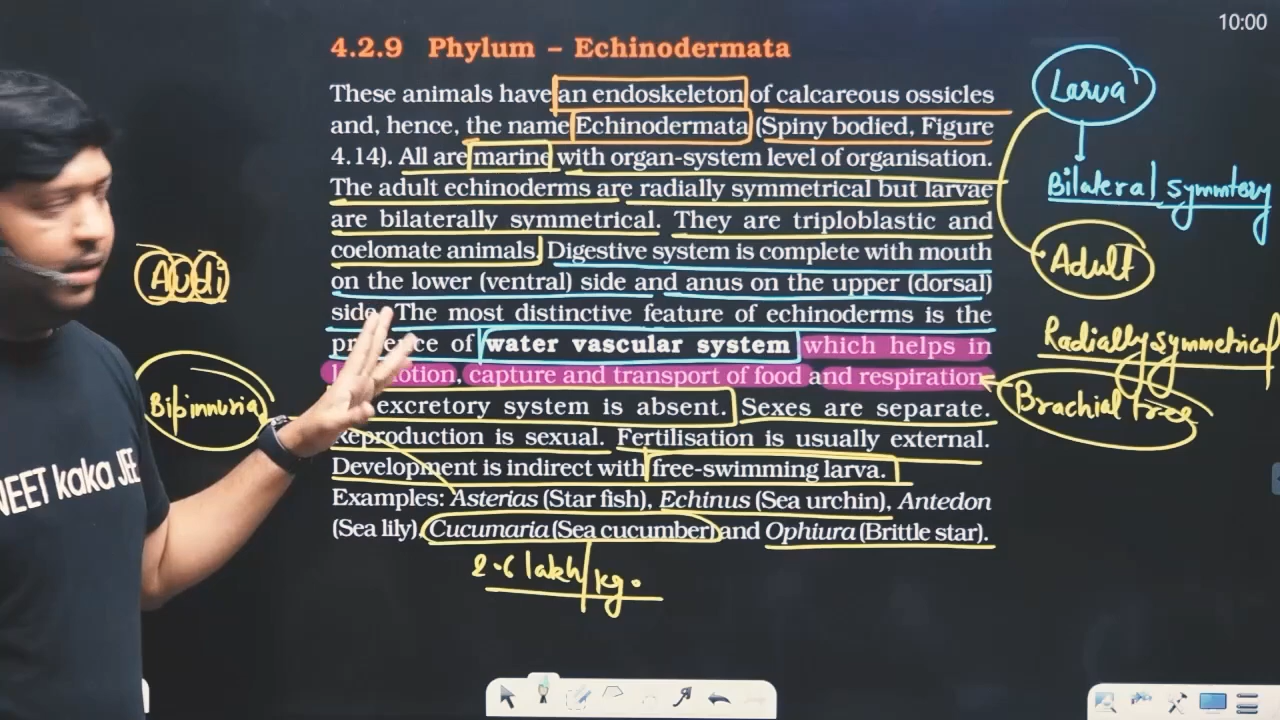 10:00
4.2.9 Phylum – Echinodermata
These animals have an endoskeleton of calcareous ossicles
and, hence, the name Echinodermata (Spiny bodied, Figure
4.14). All are marine with organ-system level of organisation.
The adult echinoderms are radially symmetrical but larvae
are bilaterally symmetrical. They are triploblastic and
coelomate animals. Digestive system is complete with mouth
on the lower (ventral) side and anus on the upper (dorsal)
side. The most distinctive feature of echinoderms is the
of water vascular system which helps in
, capture and transport of food and respiration
excretory system is absent. Sexes are separate.
Reproduction is sexual. Fertilisation is usually external.
Development is indirect with free-swimming larva.
Examples: Asterias (Star fish), Echinus (Sea urchin), Antedon
(Sea lily), Cucumaria (Sea cucumber) and Ophiura (Brittle star).
2.6 lakh/kg.
Larva
Bilateral symmtery
Adult
Radially symmetrical
Brachial tree
Audi
Bipinnuria
NEET kaka JEE